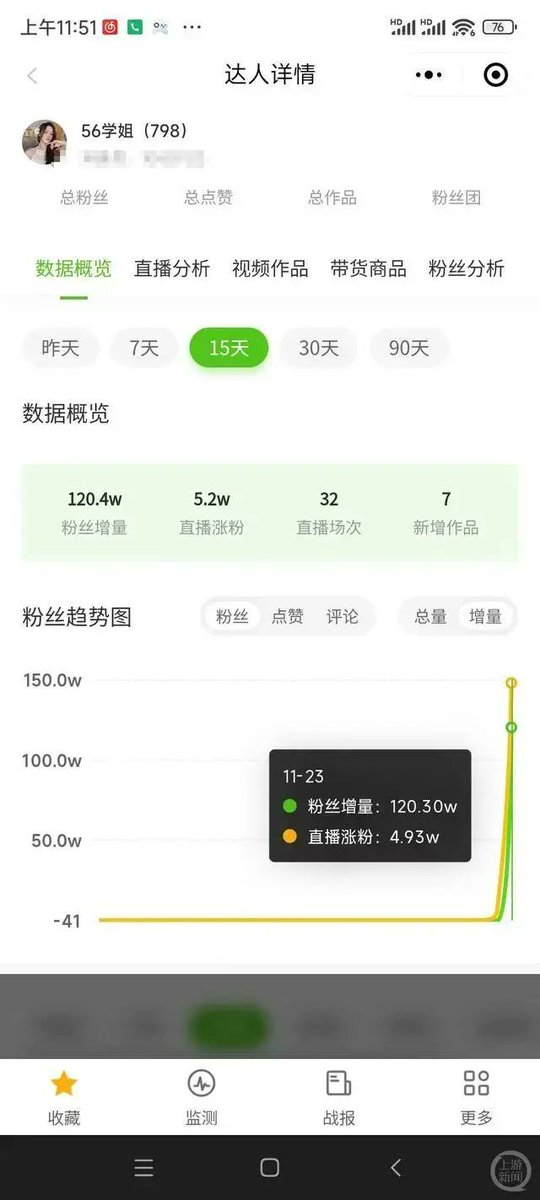 上午11:51 HD HD 4 6 76
达人详情
56学姐（798）
总粉丝 总点赞 总作品 粉丝团
数据概览 直播分析 视频作品 带货商品 粉丝分析
昨天 7天 15天 30天 90天
数据概览
120.4w 5.2w 32 7
粉丝增量 直播涨粉 直播场次 新增作品
粉丝趋势图 粉丝 点赞 评论 总量 增量
150.0w
100.0w
11-23
粉丝增量：120.30w
50.0w
直播涨粉：4.93w
-41
收藏 监测 战报 更多
上游
新闻